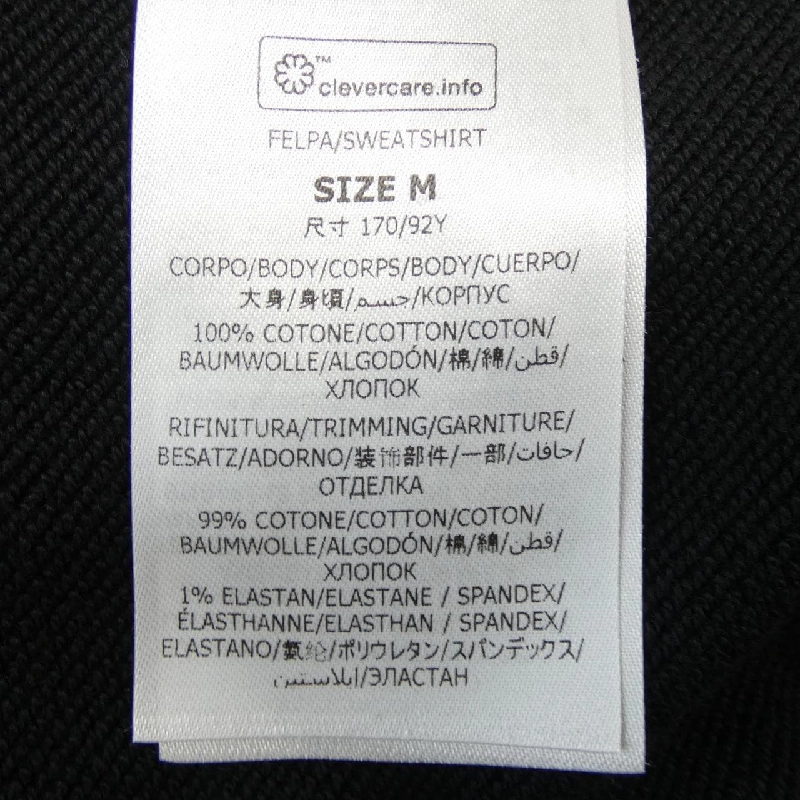 ™
clevercare.info
FELPA/SWEATSHIRT
SIZE M
尺寸 170/92Y
CORPO/BODY/CORPS/BODY/CUERPO/
大身/身頃/جسم/КОРПУС
100% COTONE/COTTON/COTON/
BAUMWOLLE/ALGODÓN/棉/綿/قطن/
ХЛОПОК
RIFINITURA/TRIMMING/GARNITURE/
BESATZ/ADORNO/装饰部件/一部/حافات/
ОТДЕЛКА
99% COTONE/COTTON/COTON/
BAUMWOLLE/ALGODÓN/棉/綿/قطن/
ХЛОПОК
1% ELASTAN/ELASTANE / SPANDEX/
ÉLASTHANNE/ELASTHAN / SPANDEX/
ELASTANO/氨纶/ポリウレタン/スパンデックス/
إيلاستين/ЭЛАСТАН